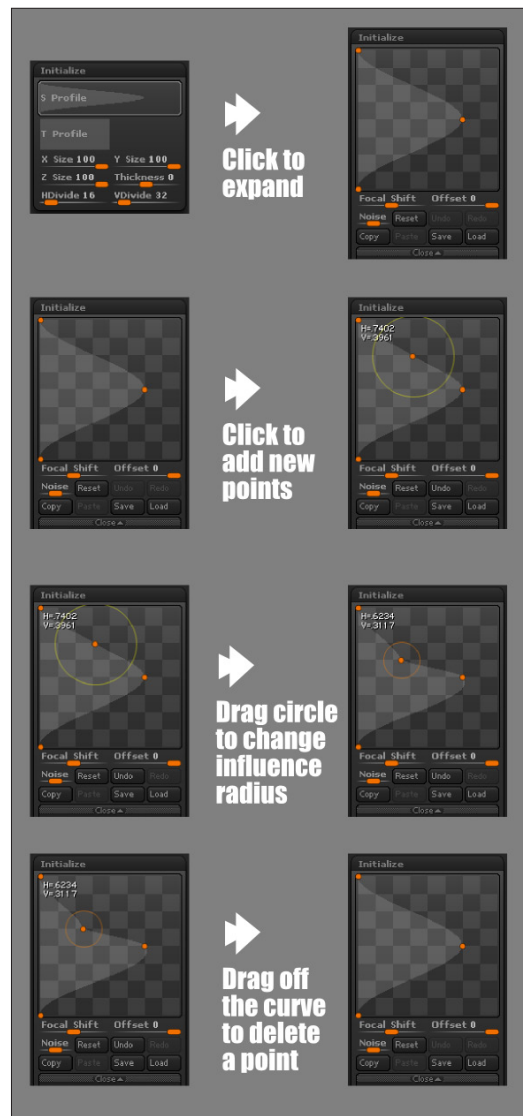 Initialize
S Profile
T Profile
X Size 100 Y Size 100
Z Size 100 Thickness 0
HDivide 16 VDivide 32
Click to
expand
Initialize
Focal Shift Offset 0
Noise Reset Undo Redo
Copy Paste Save Load
Close
Initialize
Focal Shift Offset 0
Noise Reset Undo Redo
Copy Paste Save Load
Close
Click to
add new
points
Initialize
H=.7402
V=.3961
Focal Shift Offset 0
Noise Reset Undo Redo
Copy Paste Save Load
Close
Initialize
H=.7402
V=.3961
Focal Shift Offset 0
Noise Reset Undo Redo
Copy Paste Save Load
Close
Drag circle
to change
influence
radius
Initialize
H=.6234
V=.3117
Focal Shift Offset 0
Noise Reset Undo Redo
Copy Paste Save Load
Close
Initialize
H=.6234
V=.3117
Focal Shift Offset 0
Noise Reset Undo Redo
Copy Paste Save Load
Close
Drag off
the curve
to delete
a point
Initialize
Focal Shift Offset 0
Noise Reset Undo Redo
Copy Paste Save Load
Close